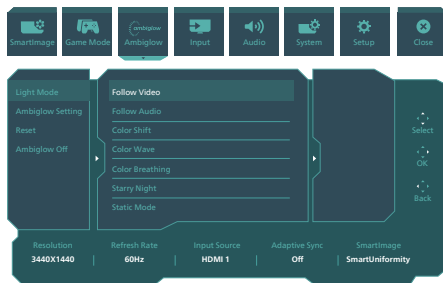 ambiglow
SmartImage Game Mode Ambiglow Input Audio System Setup Close
Light Mode
Ambiglow Setting
Reset
Ambiglow Off
Follow Video
Follow Audio
Color Shift
Color Wave
Color Breathing
Starry Night
Static Mode
Select
OK
Back
Resolution Refresh Rate Input Source Adaptive Sync SmartImage
3440X1440 60Hz HDMI 1 Off SmartUniformity